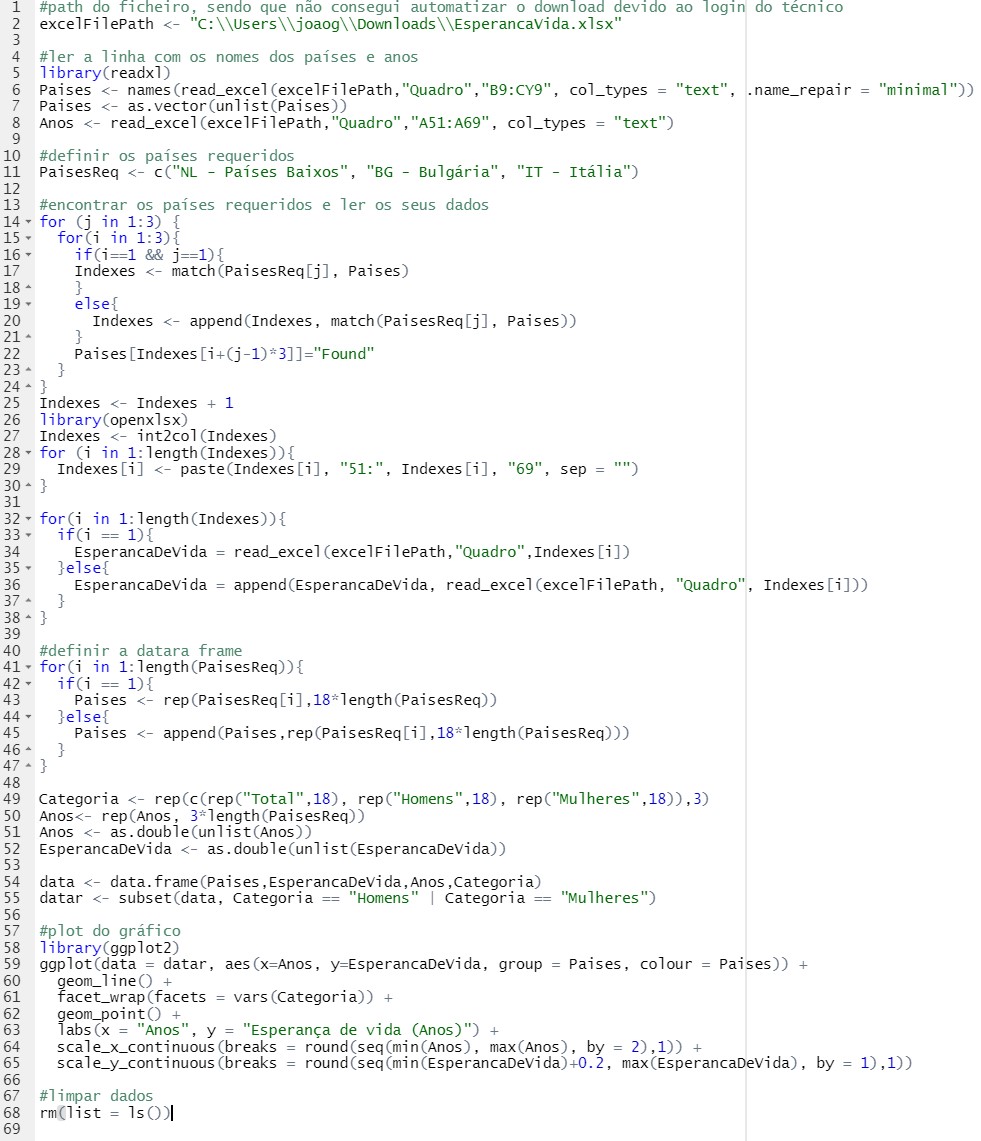 1 #path do ficheiro, sendo que não consegui automatizar o download devido ao login do técnico
2 excelFilePath <- "C:\\Users\\joaog\\Downloads\\EsperancaVida.xlsx"
3
4 #ler a linha com os nomes dos países e anos
5 library(readxl)
6 Paises <- names(read_excel(excelFilePath,"Quadro","B9:CY9", col_types = "text", .name_repair = "minimal"))
7 Paises <- as.vector(unlist(Paises))
8 Anos <- read_excel(excelFilePath,"Quadro","A51:A69", col_types = "text")
9
10 #definir os países requeridos
11 PaisesReq <- c("NL - Países Baixos", "BG - Bulgária", "IT - Itália")
12
13 #encontrar os países requeridos e ler os seus dados
14 for (j in 1:3) {
15   for(i in 1:3){
16     if(i==1 && j==1){
17     Indexes <- match(PaisesReq[j], Paises)
18     }
19     else{
20       Indexes <- append(Indexes, match(PaisesReq[j], Paises))
21     }
22     Paises[Indexes[i+(j-1)*3]]="Found"
23   }
24 }
25 Indexes <- Indexes + 1
26 library(openxlsx)
27 Indexes <- int2col(Indexes)
28 for (i in 1:length(Indexes)){
29   Indexes[i] <- paste(Indexes[i], "51:", Indexes[i], "69", sep = "")
30 }
31
32 for(i in 1:length(Indexes)){
33   if(i == 1){
34     EsperancaDeVida = read_excel(excelFilePath,"Quadro",Indexes[i])
35   }else{
36     EsperancaDeVida = append(EsperancaDeVida, read_excel(excelFilePath, "Quadro", Indexes[i]))
37   }
38 }
39
40 #definir a datara frame
41 for(i in 1:length(PaisesReq)){
42   if(i == 1){
43     Paises <- rep(PaisesReq[i],18*length(PaisesReq))
44   }else{
45     Paises <- append(Paises,rep(PaisesReq[i],18*length(PaisesReq)))
46   }
47 }
48
49 Categoria <- rep(c(rep("Total",18), rep("Homens",18), rep("Mulheres",18)),3)
50 Anos<- rep(Anos, 3*length(PaisesReq))
51 Anos <- as.double(unlist(Anos))
52 EsperancaDeVida <- as.double(unlist(EsperancaDeVida))
53
54 data <- data.frame(Paises,EsperancaDeVida,Anos,Categoria)
55 datar <- subset(data, Categoria == "Homens" | Categoria == "Mulheres")
56
57 #plot do gráfico
58 library(ggplot2)
59 ggplot(data = datar, aes(x=Anos, y=EsperancaDeVida, group = Paises, colour = Paises)) +
60   geom_line() +
61   facet_wrap(facets = vars(Categoria)) +
62   geom_point() +
63   labs(x = "Anos", y = "Esperança de vida (Anos)") +
64   scale_x_continuous(breaks = round(seq(min(Anos), max(Anos), by = 2),1)) +
65   scale_y_continuous(breaks = round(seq(min(EsperancaDeVida)+0.2, max(EsperancaDeVida), by = 1),1))
66
67 #limpar dados
68 rm(list = ls())
69